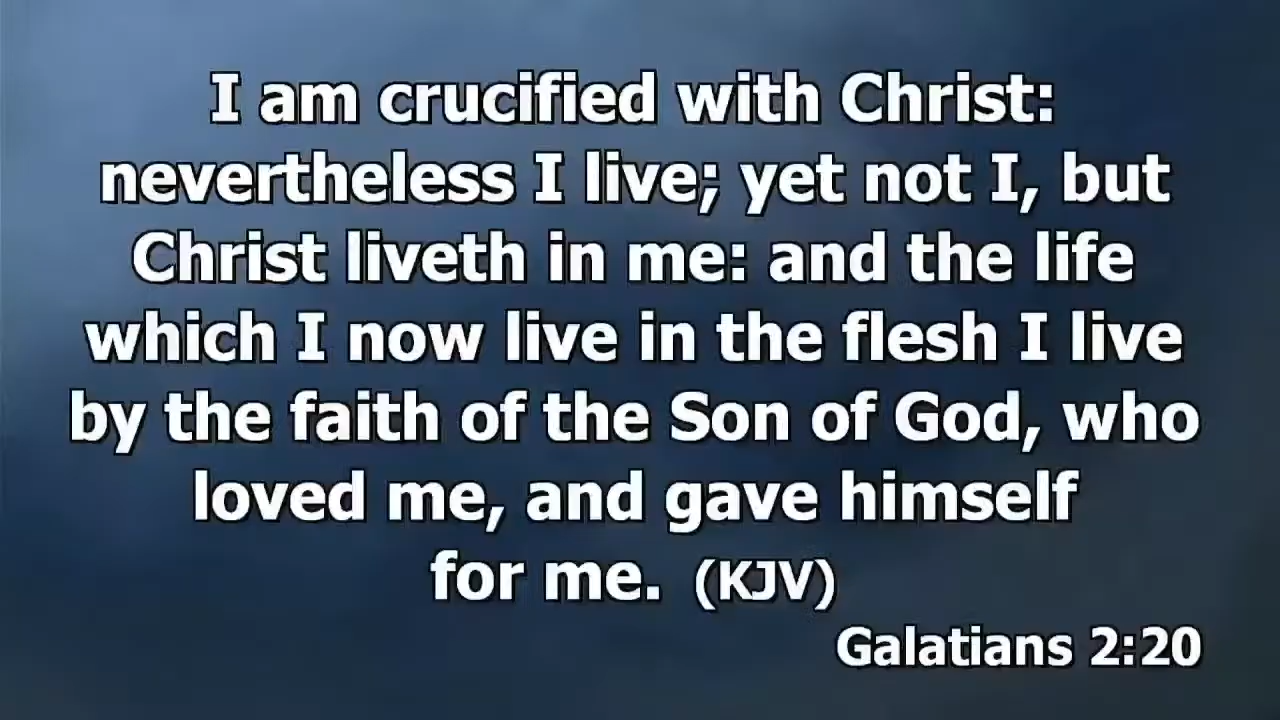 I am crucified with Christ:
nevertheless I live; yet not I, but
Christ liveth in me: and the life
which I now live in the flesh I live
by the faith of the Son of God, who
loved me, and gave himself
for me. (KJV)
Galatians 2:20